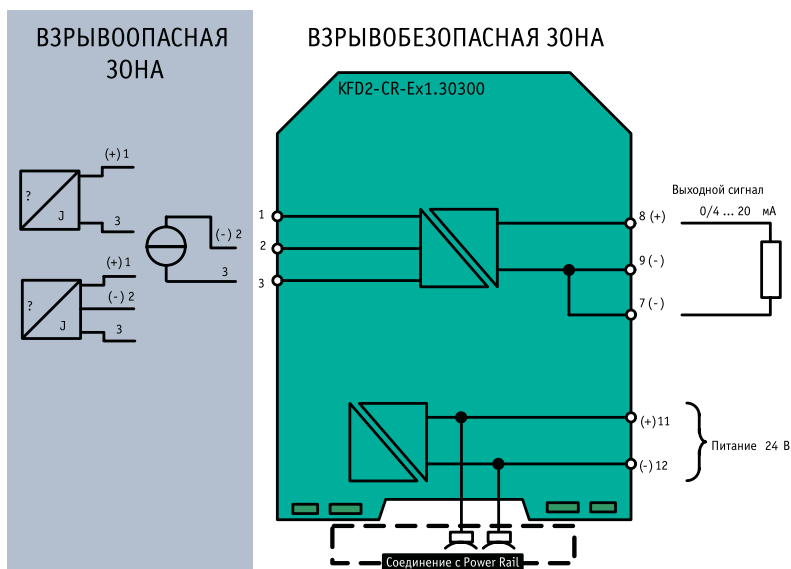 ВЗРЫВООПАСНАЯ
ЗОНА
ВЗРЫВОБЕЗОПАСНАЯ ЗОНА
KFD2-CR-Ex1.30300
(+) 1
?
J
3
(-) 2
3
(+) 1
(-) 2
?
J
3
1
2
3
8 (+)
9 (-)
7 (-)
Выходной сигнал
0/4 ... 20 мА
(+) 11
(-) 12
Питание 24 В
Соединение с Power Rail